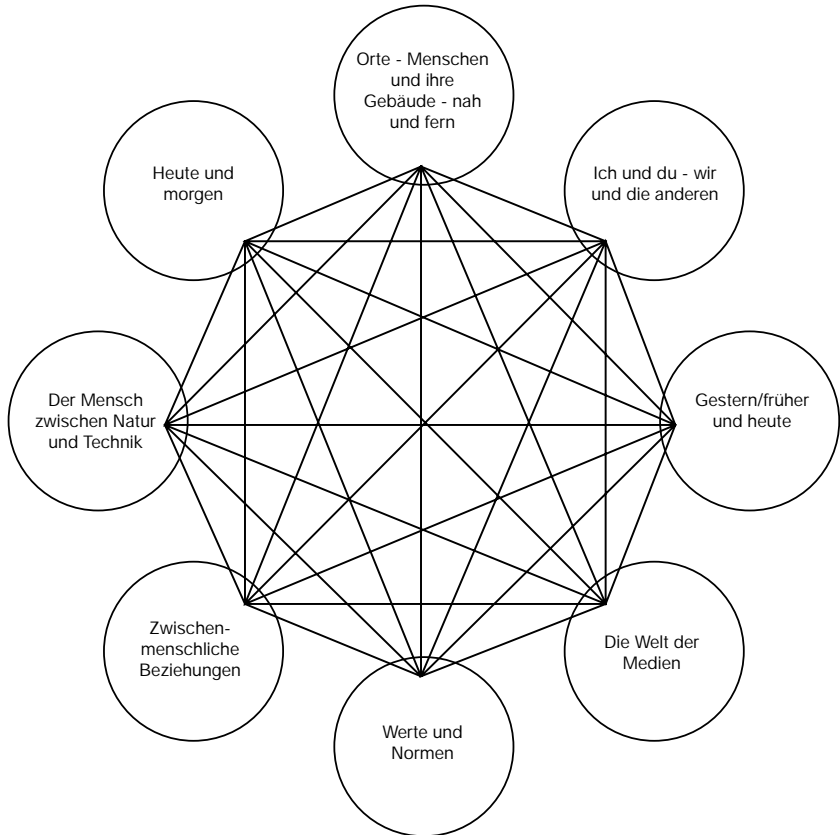 Orte - Menschen
und ihre
Gebäude - nah
und fern
Heute und
morgen
Ich und du - wir
und die anderen
Der Mensch
zwischen Natur
und Technik
Gestern/früher
und heute
Zwischen-
menschliche
Beziehungen
Die Welt der
Medien
Werte und
Normen